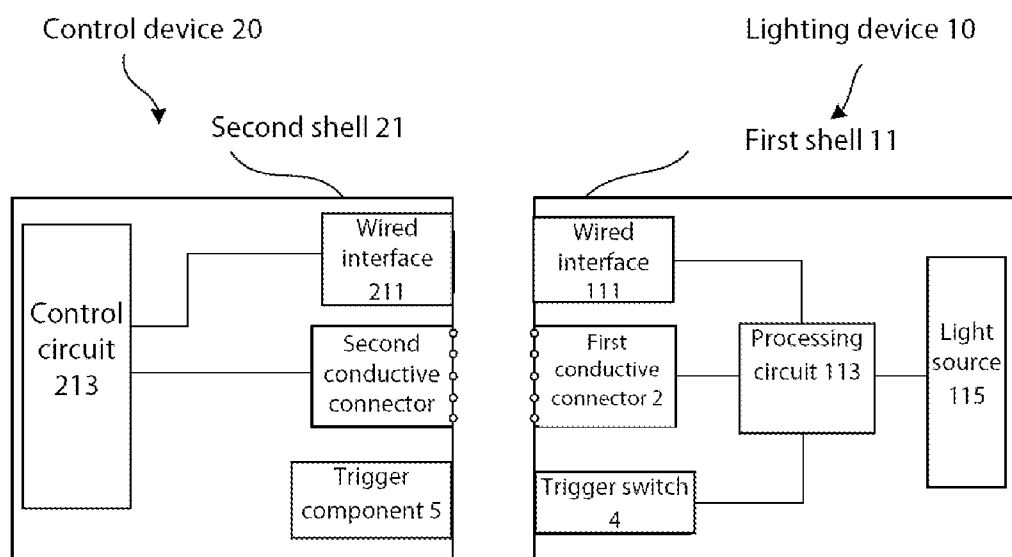 Control device 20
Lighting device 10
Second shell 21
First shell 11
Control
circuit
213
Wired
interface
211
Second
conductive
connector
Trigger
component 5
Wired
interface
111
First
conductive
connector 2
Trigger switch
4
Processing
circuit 113
Light
source
115